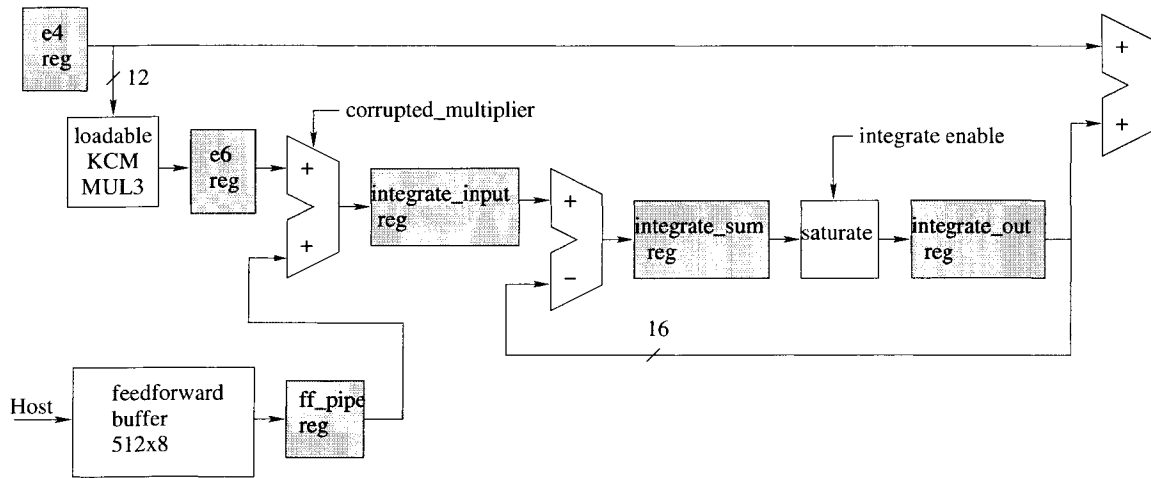 e4
reg
+
12
corrupted_multiplier
integrate enable
+
loadable
KCM
MUL3
e6
reg
+
+
integrate_input
reg
+
-
integrate_sum
reg
saturate
integrate_out
reg
16
Host
feedforward
buffer
512x8
ff_pipe
reg